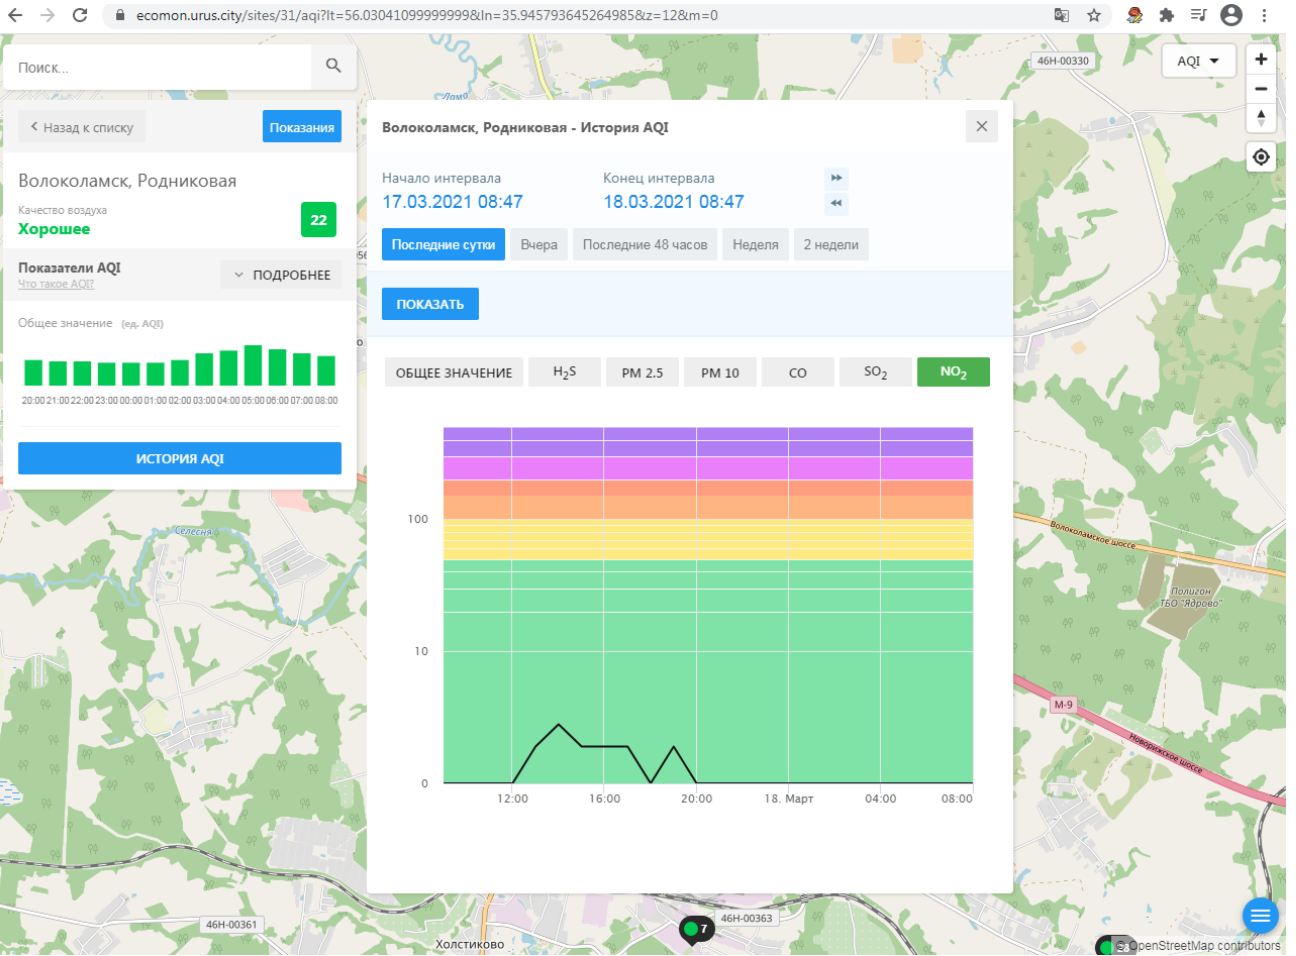 ecomon.urus.city/sites/31/aqi?lt=56.03041099999999&ln=35.945793645264985&z=12&m=0
Поиск...
46Н-00330
AQI
Лама
Назад к списку
Показания
Волоколамск, Родниковая - История AQI
Волоколамск, Родниковая
Качество воздуха
Хорошее
22
Начало интервала
Конец интервала
17.03.2021 08:47
18.03.2021 08:47
Последние сутки
Вчера
Последние 48 часов
Неделя
2 недели
Показатели AQI
Что такое AQI?
ПОДРОБНЕЕ
ПОКАЗАТЬ
Общее значение (ед. AQI)
20:00 21:00 22:00 23:00 00:00 01:00 02:00 03:00 04:00 05:00 06:00 07:00 08:00
ИСТОРИЯ AQI
ОБЩЕЕ ЗНАЧЕНИЕ
H2S
PM 2.5
PM 10
CO
SO2
NO2
100
10
0
12:00
16:00
20:00
18. Март
04:00
08:00
Селесня
Волоколамское шоссе
Полигон
ТБО "Ядрово"
М-9
Новорижское шоссе
46Н-00361
46Н-00363
7
Холстиково
© OpenStreetMap contributors